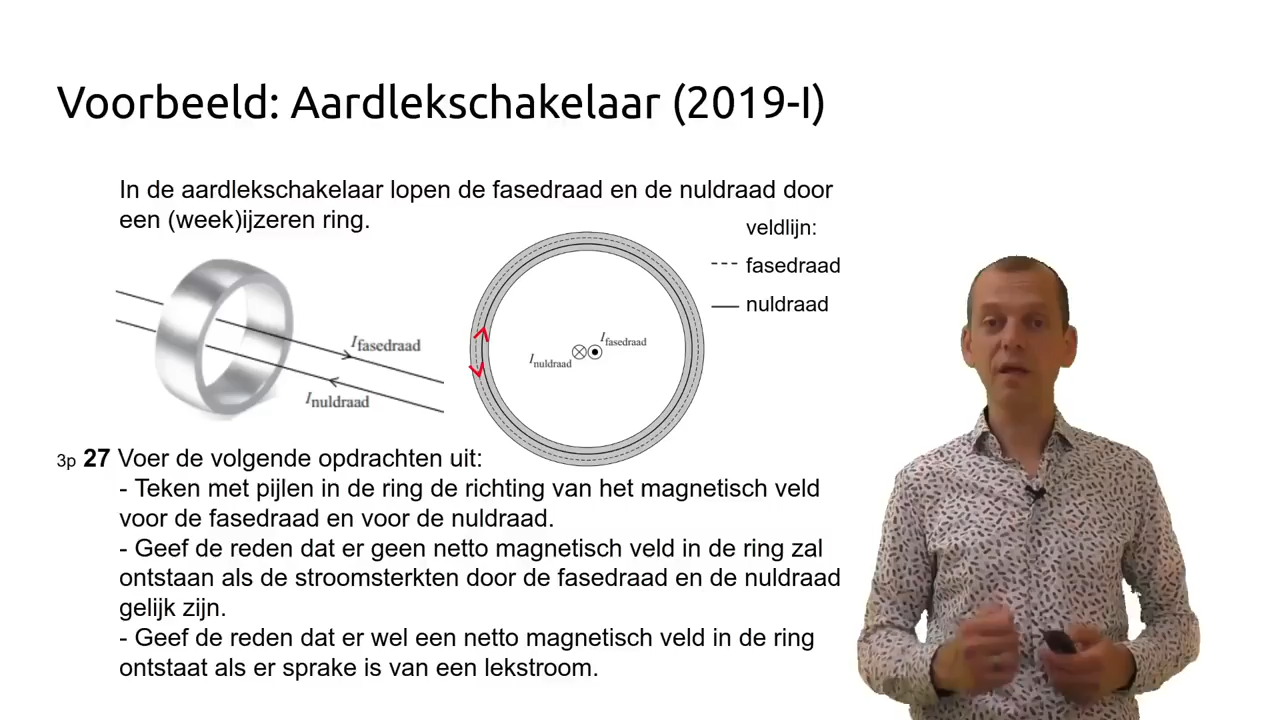 Voorbeeld: Aardlekschakelaar (2019-I)
In de aardlekschakelaar lopen de fasedraad en de nuldraad door
een (week)ijzeren ring.
veldlijn:
fasedraad
nuldraad
Ifasedraad
Inuldraad
Ifasedraad
Inuldraad
3p 27 Voer de volgende opdrachten uit:
- Teken met pijlen in de ring de richting van het magnetisch veld
voor de fasedraad en voor de nuldraad.
- Geef de reden dat er geen netto magnetisch veld in de ring zal
ontstaan als de stroomsterkten door de fasedraad en de nuldraad
gelijk zijn.
- Geef de reden dat er wel een netto magnetisch veld in de ring
ontstaat als er sprake is van een lekstroom.